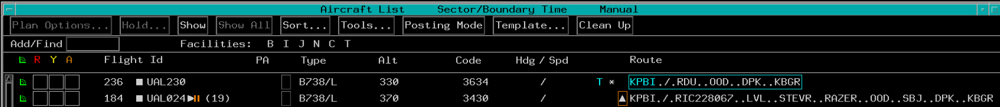 Aircraft List Sector/Boundary Time Manual
Plan Options... Hold... Show Show All Sort... Tools... Posting Mode Template... Clean Up
Add/Find Facilities: B I J N C T
R Y A Flight Id PA Type Alt Code Hdg / Spd Route
236 UAL230 B738/L 330 3634 / T * KPBI./.RDU..OOD..DPK..KBGR
184 UAL024 (19) B738/L 370 3430 / KPBI./.RIC228067..LVL..STEVR..RAZER..OOD..SBJ..DPK..KBGR